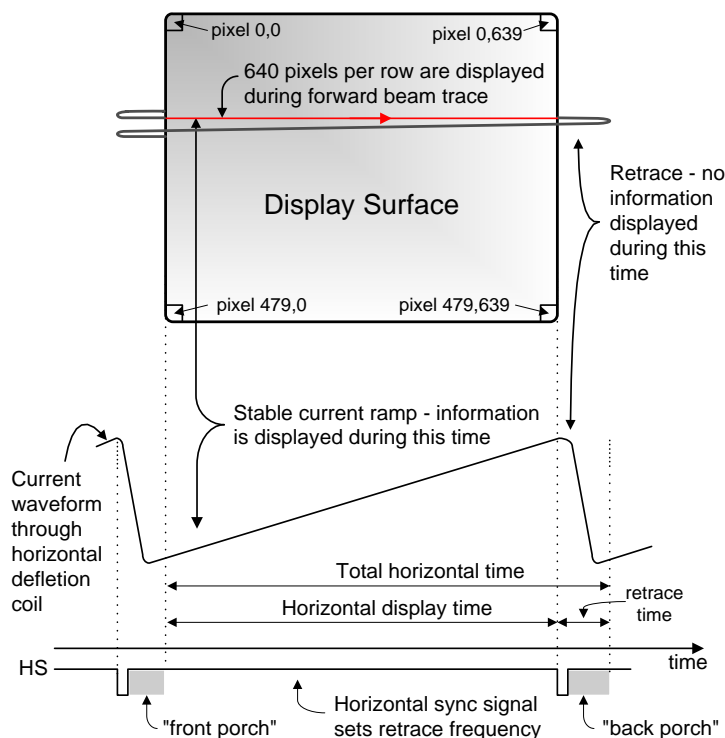 pixel 0,0
pixel 0,639
640 pixels per row are displayed
during forward beam trace
Retrace - no
information
displayed
during this
time
Display Surface
pixel 479,0
pixel 479,639
Stable current ramp - information
is displayed during this time
Current
waveform
through
horizontal
defletion
coil
Total horizontal time
Horizontal display time
retrace
time
time
HS
"front porch"
Horizontal sync signal
sets retrace frequency
"back porch"